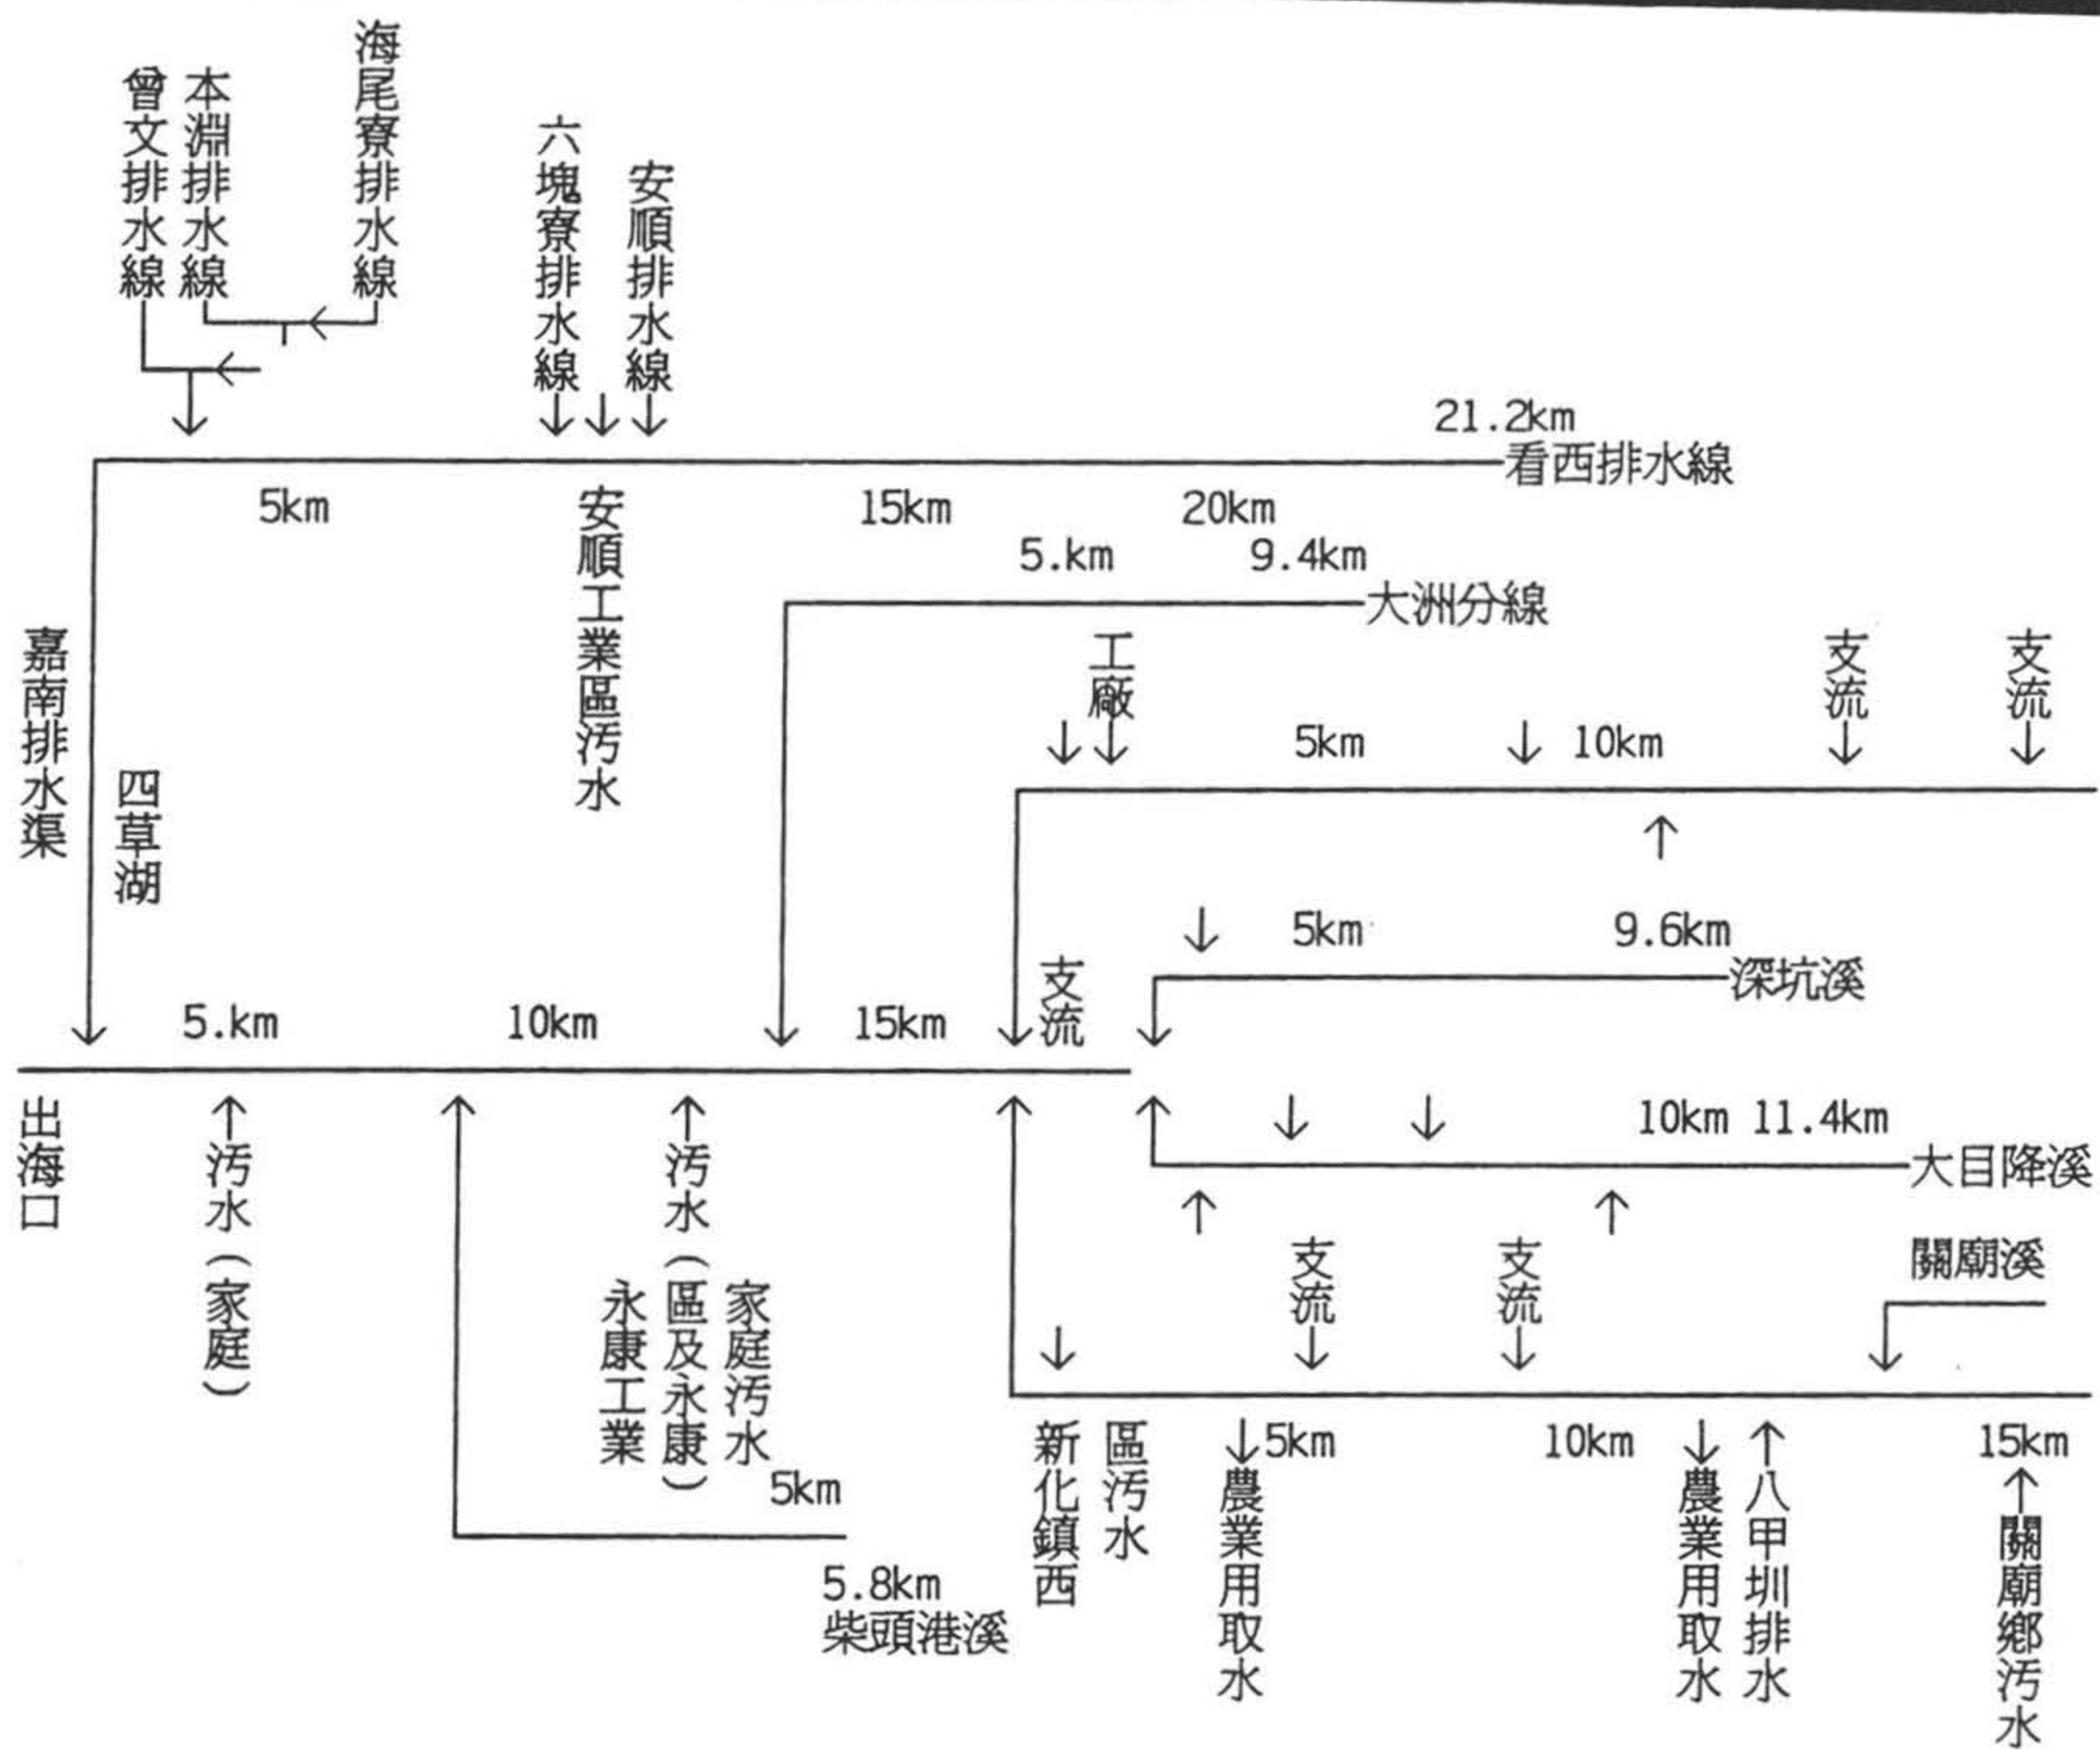 曾文排水線
本淵排水線
海尾寮排水線
六塊寮排水線
安順排水線
21.2km
看西排水線
5km
安順工業區污水
15km
20km
5.km
9.4km
大洲分線
嘉南排水渠
四草湖
工廠
5km
10km
支流
支流
5km
9.6km
深坑溪
5.km
10km
15km
支流
出海口
污水(家庭)
永康工業
污水(區及永康)
家庭污水
5km
5.8km
柴頭港溪
10km 11.4km
大目降溪
關廟溪
支流
支流
新化鎮西
區污水
5km
農業用取水
10km
農業用取水
八甲圳排水
15km
關廟鄉污水